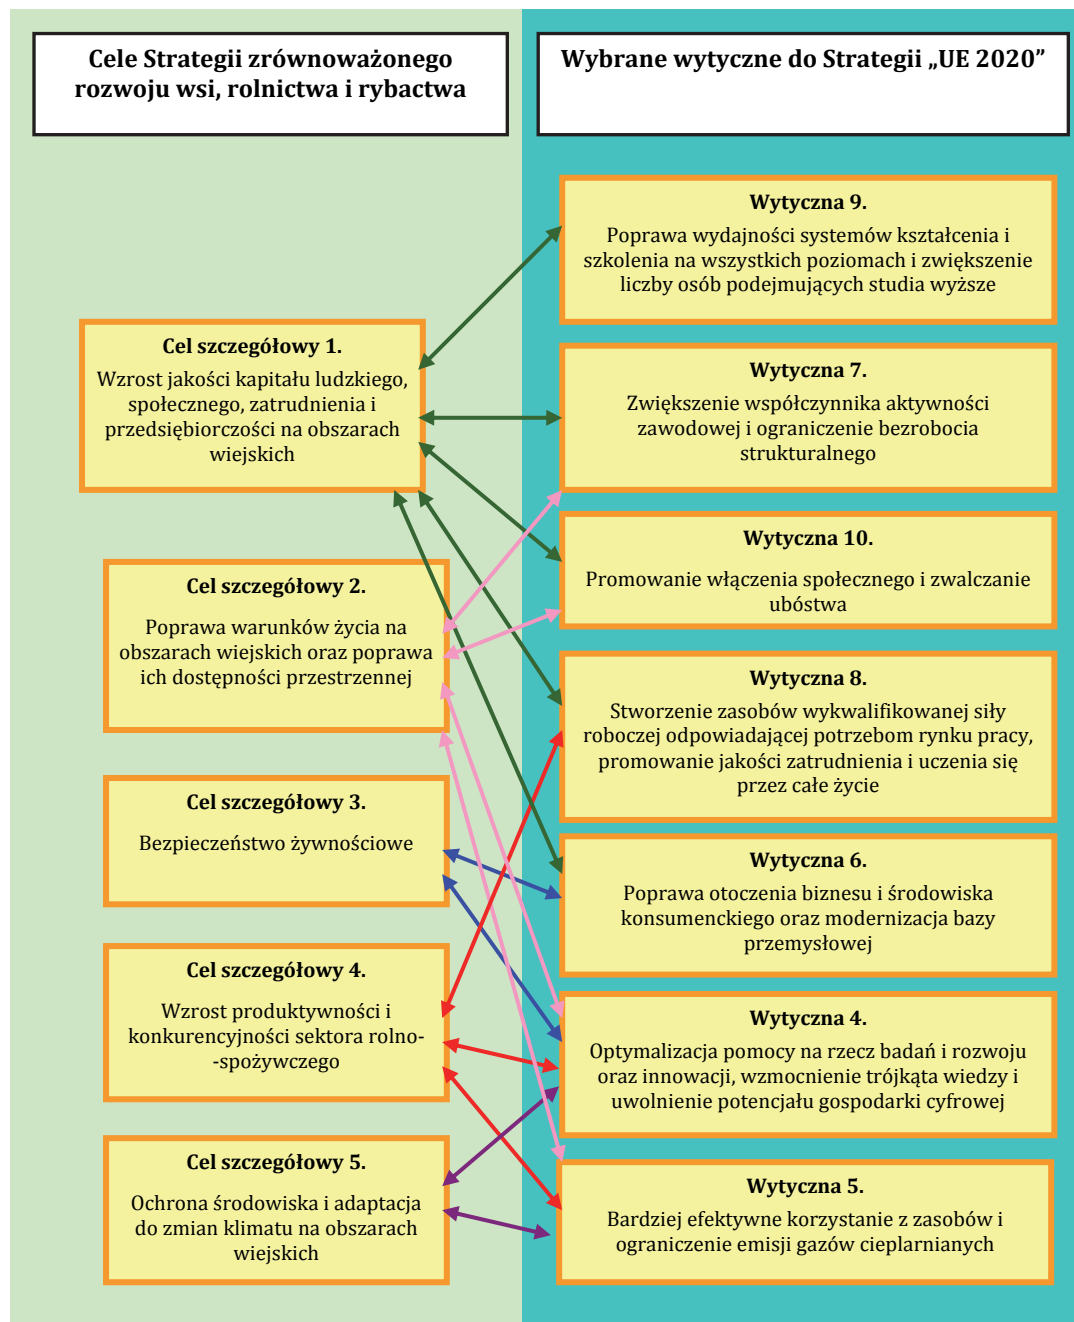 Cele Strategii zrównoważonego
rozwoju wsi, rolnictwa i rybactwa
Wybrane wytyczne do Strategii „UE 2020”
Cel szczegółowy 1.
Wzrost jakości kapitału ludzkiego,
społecznego, zatrudnienia i
przedsiębiorczości na obszarach
wiejskich
Cel szczegółowy 2.
Poprawa warunków życia na
obszarach wiejskich oraz poprawa
ich dostępności przestrzennej
Cel szczegółowy 3.
Bezpieczeństwo żywnościowe
Cel szczegółowy 4.
Wzrost produktywności i
konkurencyjności sektora rolno-
-spożywczego
Cel szczegółowy 5.
Ochrona środowiska i adaptacja
do zmian klimatu na obszarach
wiejskich
Wytyczna 9.
Poprawa wydajności systemów kształcenia i
szkolenia na wszystkich poziomach i zwiększenie
liczby osób podejmujących studia wyższe
Wytyczna 7.
Zwiększenie współczynnika aktywności
zawodowej i ograniczenie bezrobocia
strukturalnego
Wytyczna 10.
Promowanie włączenia społecznego i zwalczanie
ubóstwa
Wytyczna 8.
Stworzenie zasobów wykwalifikowanej siły
roboczej odpowiadającej potrzebom rynku pracy,
promowanie jakości zatrudnienia i uczenia się
przez całe życie
Wytyczna 6.
Poprawa otoczenia biznesu i środowiska
konsumenckiego oraz modernizacja bazy
przemysłowej
Wytyczna 4.
Optymalizacja pomocy na rzecz badań i rozwoju
oraz innowacji, wzmocnienie trójkąta wiedzy i
uwolnienie potencjału gospodarki cyfrowej
Wytyczna 5.
Bardziej efektywne korzystanie z zasobów i
ograniczenie emisji gazów cieplarnianych